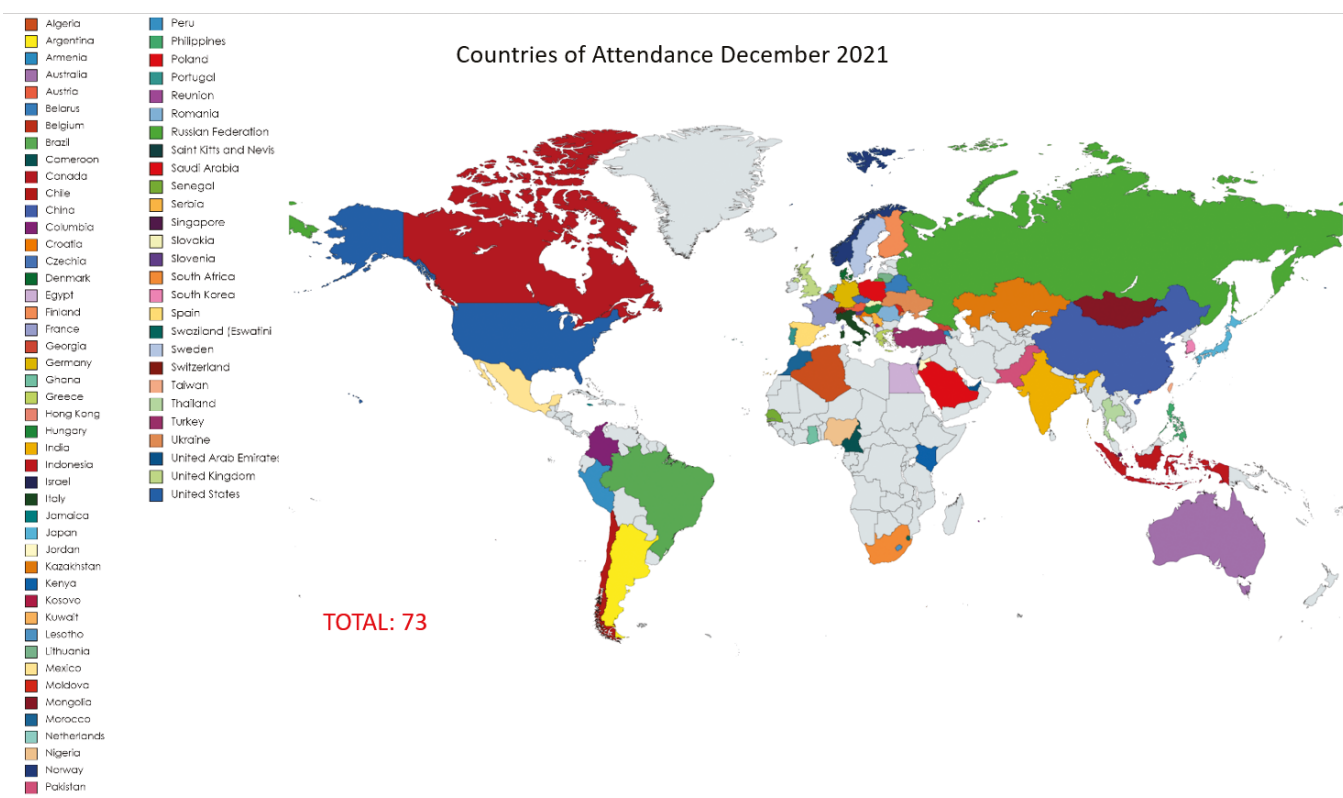 Algeria
Argentina
Armenia
Australia
Austria
Belarus
Belgium
Brazil
Cameroon
Canada
Chile
China
Columbia
Croatia
Czechia
Denmark
Egypt
Finland
France
Georgia
Germany
Ghana
Greece
Hong Kong
Hungary
India
Indonesia
Israel
Italy
Jamaica
Japan
Jordan
Kazakhstan
Kenya
Kosovo
Kuwait
Lesotho
Lithuania
Mexico
Moldova
Mongolia
Morocco
Netherlands
Nigeria
Norway
Pakistan
Peru
Philippines
Poland
Portugal
Reunion
Romania
Russian Federation
Saint Kitts and Nevis
Saudi Arabia
Senegal
Serbia
Singapore
Slovakia
Slovenia
South Africa
South Korea
Spain
Swaziland (Eswatini
Sweden
Switzerland
Taiwan
Thailand
Turkey
Ukraine
United Arab Emirates
United Kingdom
United States
Countries of Attendance December 2021
TOTAL: 73